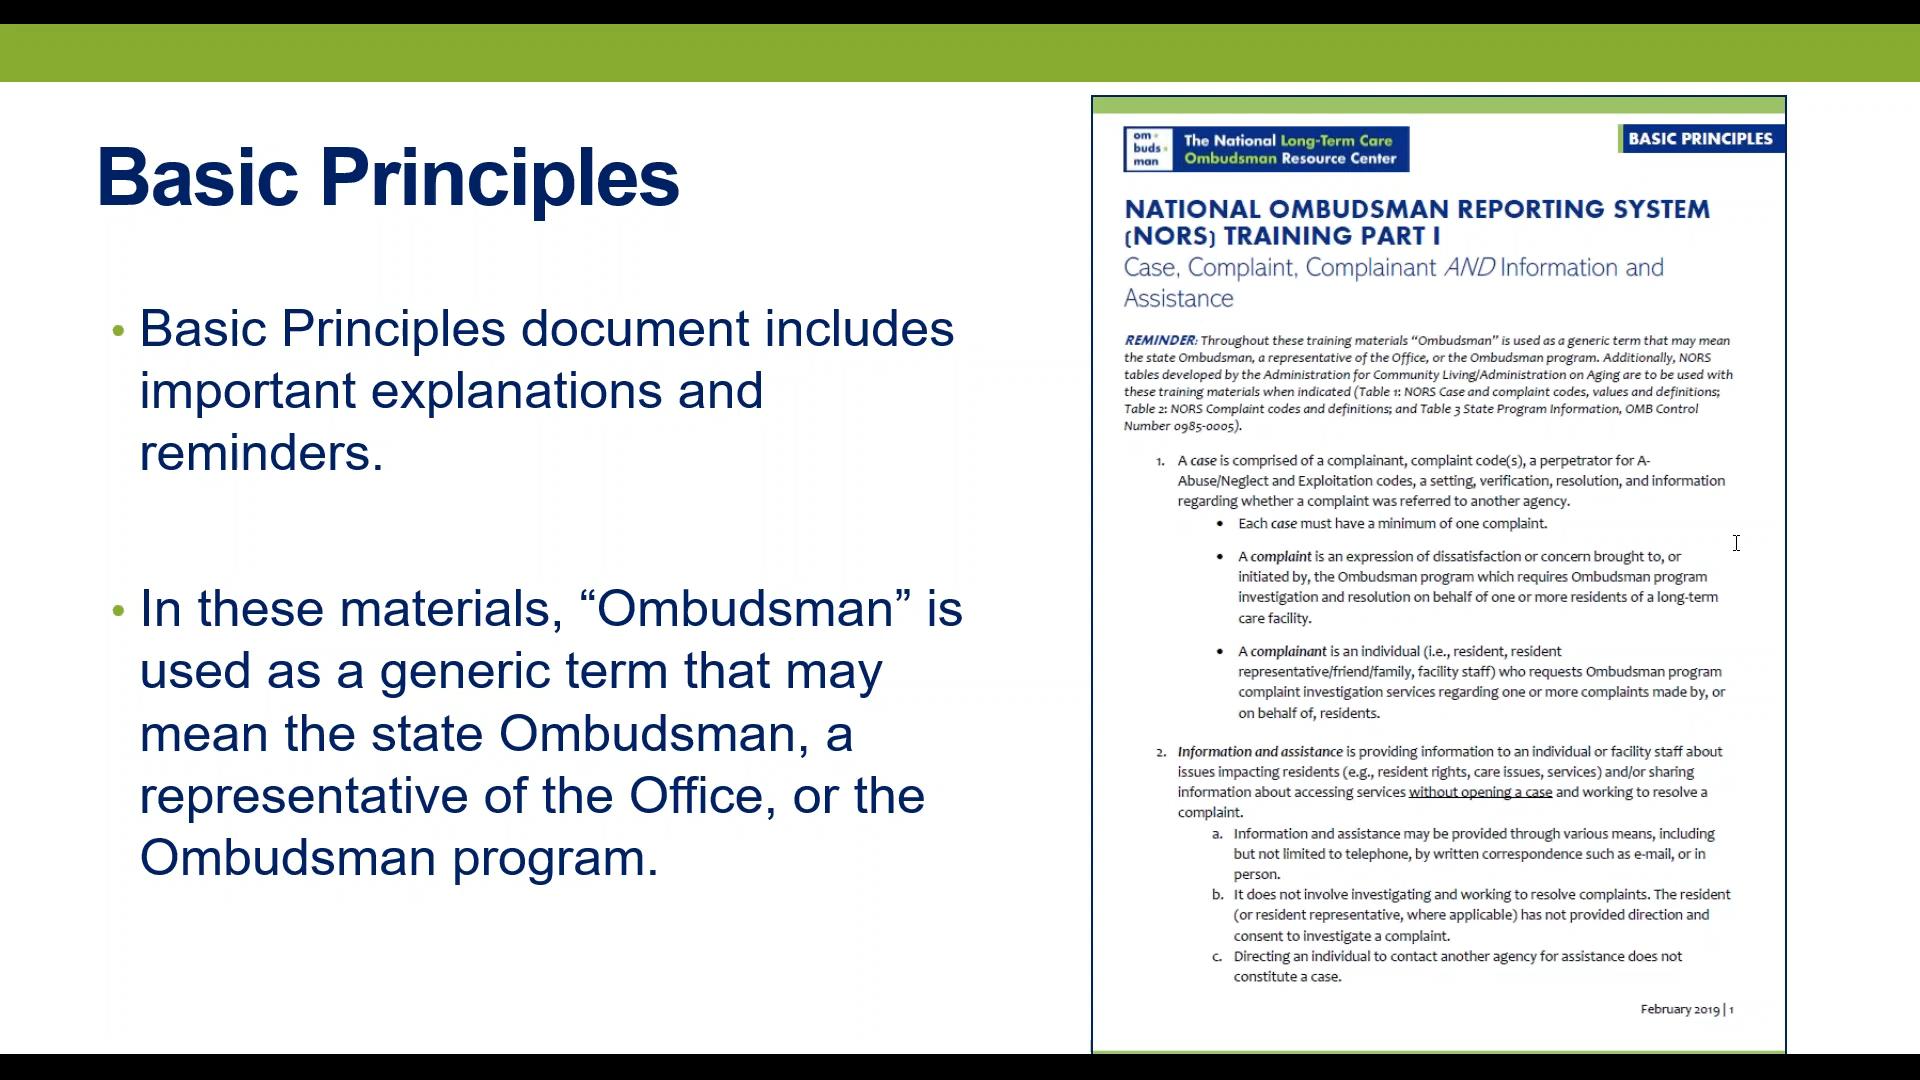 Basic Principles
• Basic Principles document includes
important explanations and
reminders.
• In these materials, “Ombudsman” is
used as a generic term that may
mean the state Ombudsman, a
representative of the Office, or the
Ombudsman program.
om
buds
man
The National Long-Term Care
Ombudsman Resource Center
BASIC PRINCIPLES
NATIONAL OMBUDSMAN REPORTING SYSTEM
(NORS) TRAINING PART I
Case, Complaint, Complainant AND Information and
Assistance
REMINDER: Throughout these training materials “Ombudsman” is used as a generic term that may mean
the state Ombudsman, a representative of the Office, or the Ombudsman program. Additionally, NORS
tables developed by the Administration for Community Living/Administration on Aging are to be used with
these training materials when indicated (Table 1: NORS Case and complaint codes, values and definitions;
Table 2: NORS Complaint codes and definitions; and Table 3 State Program Information, OMB Control
Number 0985-0005).
1. A case is comprised of a complainant, complaint code(s), a perpetrator for A-
Abuse/Neglect and Exploitation codes, a setting, verification, resolution, and information
regarding whether a complaint was referred to another agency.
• Each case must have a minimum of one complaint.
• A complaint is an expression of dissatisfaction or concern brought to, or
initiated by, the Ombudsman program which requires Ombudsman program
investigation and resolution on behalf of one or more residents of a long-term
care facility.
• A complainant is an individual (i.e., resident, resident
representative/friend/family, facility staff) who requests Ombudsman program
complaint investigation services regarding one or more complaints made by, or
on behalf of, residents.
2. Information and assistance is providing information to an individual or facility staff about
issues impacting residents (e.g., resident rights, care issues, services) and/or sharing
information about accessing services without opening a case and working to resolve a
complaint.
a. Information and assistance may be provided through various means, including
but not limited to telephone, by written correspondence such as e-mail, or in
person.
b. It does not involve investigating and working to resolve complaints. The resident
(or resident representative, where applicable) has not provided direction and
consent to investigate a complaint.
c. Directing an individual to contact another agency for assistance does not
constitute a case.
February 2019 | 1